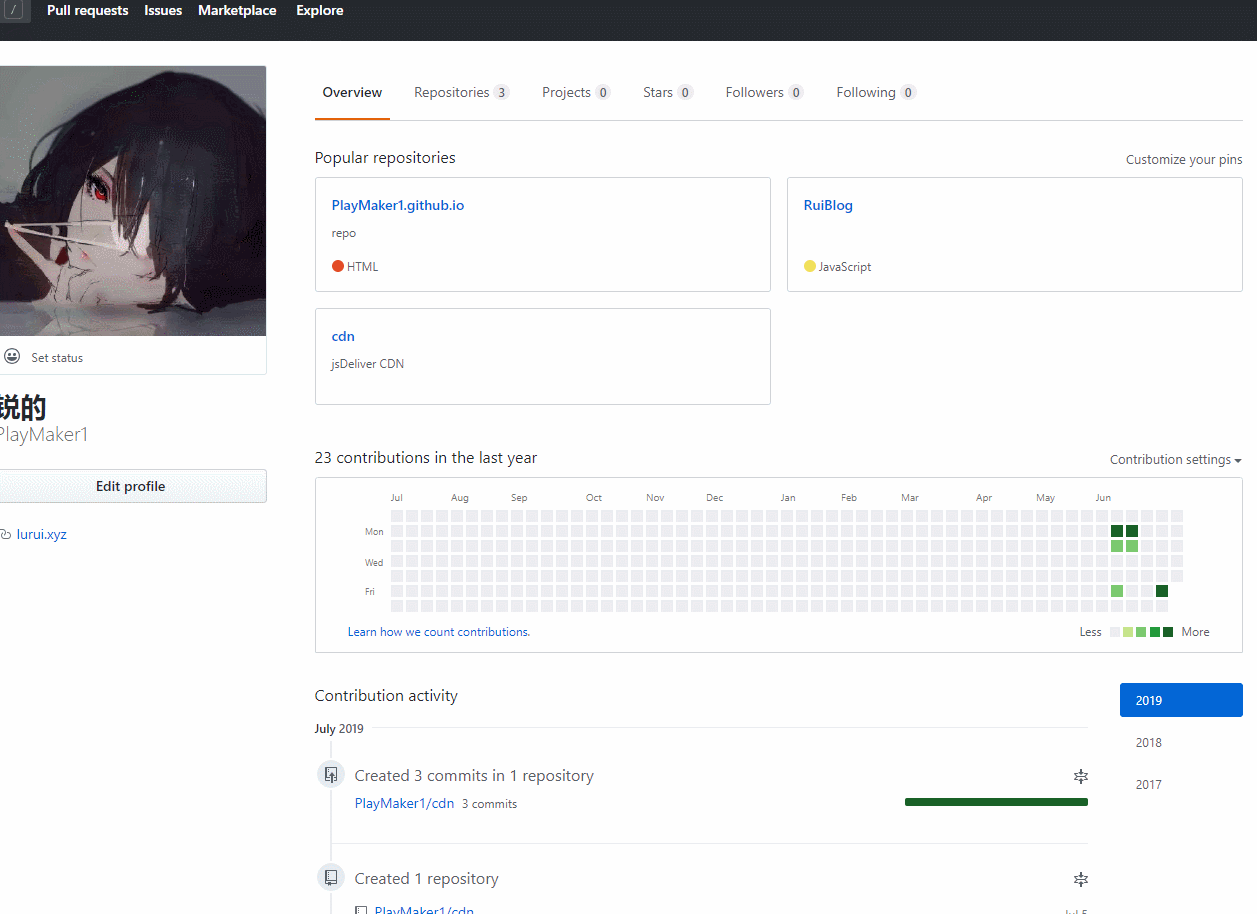 / Pull requests Issues Marketplace Explore
Overview Repositories 3 Projects 0 Stars 0 Followers 0 Following 0
Popular repositories Customize your pins
PlayMaker1.github.io
repo
HTML
RuiBlog
JavaScript
cdn
jsDeliver CDN
Set status
锐的
PlayMaker1
Edit profile
lurui.xyz
23 contributions in the last year Contribution settings
Jul Aug Sep Oct Nov Dec Jan Feb Mar Apr May Jun
Mon
Wed
Fri
Learn how we count contributions. Less More
Contribution activity
2019
2018
2017
July 2019
Created 3 commits in 1 repository
PlayMaker1/cdn 3 commits
Created 1 repository
PlayMaker1/cdn Jul 5